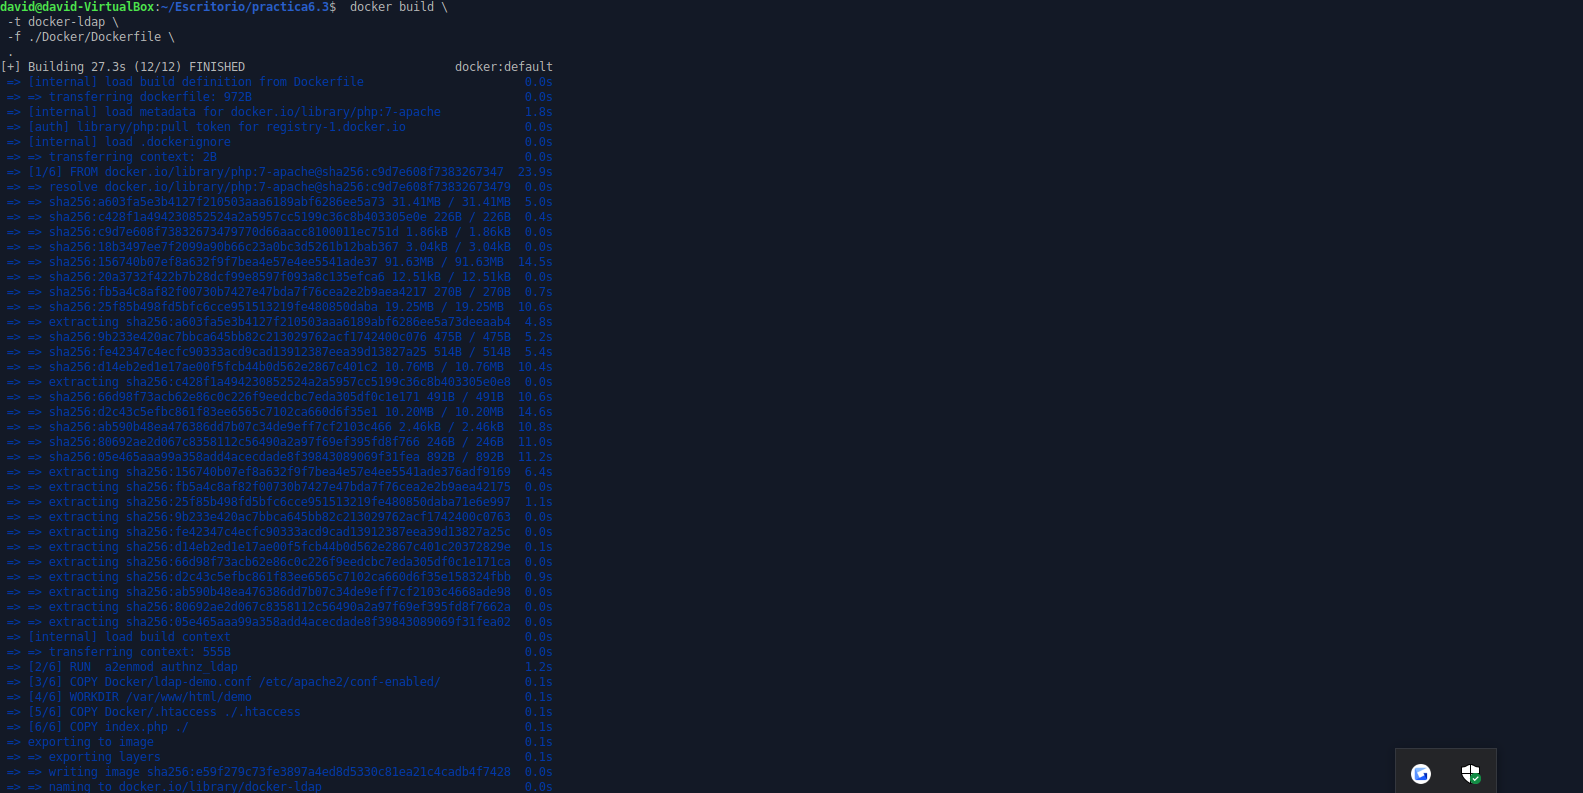 david@david-VirtualBox:~/Escritorio/practica6.3$  docker build \
 -t docker-ldap \
 -f ./Docker/Dockerfile \
 .
[+] Building 27.3s (12/12) FINISHED                              docker:default
 => [internal] load build definition from Dockerfile                       0.0s
 => => transferring dockerfile: 972B                                       0.0s
 => [internal] load metadata for docker.io/library/php:7-apache            1.8s
 => [auth] library/php:pull token for registry-1.docker.io                 0.0s
 => [internal] load .dockerignore                                          0.0s
 => => transferring context: 2B                                            0.0s
 => [1/6] FROM docker.io/library/php:7-apache@sha256:c9d7e608f7383267347  23.9s
 => => resolve docker.io/library/php:7-apache@sha256:c9d7e608f73832673479  0.0s
 => => sha256:a603fa5e3b4127f210503aaa6189abf6286ee5a73 31.41MB / 31.41MB  5.0s
 => => sha256:c428f1a494230852524a2a5957cc5199c36c8b403305e0e 226B / 226B  0.4s
 => => sha256:c9d7e608f73832673479770d66aacc8100011ec751d 1.86kB / 1.86kB  0.0s
 => => sha256:18b3497ee7f2099a90b66c23a0bc3d5261b12bab367 3.04kB / 3.04kB  0.0s
 => => sha256:156740b07ef8a632f9f7bea4e57e4ee5541ade37 91.63MB / 91.63MB  14.5s
 => => sha256:20a3732f422b7b28dcf99e8597f093a8c135efca6 12.51kB / 12.51kB  0.0s
 => => sha256:fb5a4c8af82f00730b7427e47bda7f76cea2e2b9aea4217 270B / 270B  0.7s
 => => sha256:25f85b498fd5bfc6cce951513219fe480850daba 19.25MB / 19.25MB  10.6s
 => => extracting sha256:a603fa5e3b4127f210503aaa6189abf6286ee5a73deeaab4  4.8s
 => => sha256:9b233e420ac7bbca645bb82c213029762acf1742400c076 475B / 475B  5.2s
 => => sha256:fe42347c4ecfc90333acd9cad13912387eea39d13827a25 514B / 514B  5.4s
 => => sha256:d14eb2ed1e17ae00f5fcb44b0d562e2867c401c2 10.76MB / 10.76MB  10.4s
 => => extracting sha256:c428f1a494230852524a2a5957cc5199c36c8b403305e0e8  0.0s
 => => sha256:66d98f73acb62e86c0c226f9eedcbc7eda305df0c1e171 491B / 491B  10.6s
 => => sha256:d2c43c5efbc861f83ee6565c7102ca660d6f35e1 10.20MB / 10.20MB  14.6s
 => => sha256:ab590b48ea476386dd7b07c34de9eff7cf2103c466 2.46kB / 2.46kB  10.8s
 => => sha256:80692ae2d067c8358112c56490a2a97f69ef395fd8f766 246B / 246B  11.0s
 => => sha256:05e465aaa99a358add4acecdade8f39843089069f31fea 892B / 892B  11.2s
 => => extracting sha256:156740b07ef8a632f9f7bea4e57e4ee5541ade376adf9169  6.4s
 => => extracting sha256:fb5a4c8af82f00730b7427e47bda7f76cea2e2b9aea42175  0.0s
 => => extracting sha256:25f85b498fd5bfc6cce951513219fe480850daba71e6e997  1.1s
 => => extracting sha256:9b233e420ac7bbca645bb82c213029762acf1742400c0763  0.0s
 => => extracting sha256:fe42347c4ecfc90333acd9cad13912387eea39d13827a25c  0.0s
 => => extracting sha256:d14eb2ed1e17ae00f5fcb44b0d562e2867c401c20372829e  0.1s
 => => extracting sha256:66d98f73acb62e86c0c226f9eedcbc7eda305df0c1e171ca  0.0s
 => => extracting sha256:d2c43c5efbc861f83ee6565c7102ca660d6f35e158324fbb  0.9s
 => => extracting sha256:ab590b48ea476386dd7b07c34de9eff7cf2103c4668ade98  0.0s
 => => extracting sha256:80692ae2d067c8358112c56490a2a97f69ef395fd8f7662a  0.0s
 => => extracting sha256:05e465aaa99a358add4acecdade8f39843089069f31fea02  0.0s
 => [internal] load build context                                          0.0s
 => => transferring context: 555B                                          0.0s
 => [2/6] RUN  a2enmod authnz_ldap                                         1.2s
 => [3/6] COPY Docker/ldap-demo.conf /etc/apache2/conf-enabled/            0.1s
 => [4/6] WORKDIR /var/www/html/demo                                       0.1s
 => [5/6] COPY Docker/.htaccess ./.htaccess                                0.1s
 => [6/6] COPY index.php ./                                                0.1s
 => exporting to image                                                     0.1s
 => => exporting layers                                                    0.1s
 => => writing image sha256:e59f279c73fe3897a4ed8d5330c81ea21c4cadb4f7428  0.0s
 => => naming to docker.io/library/docker-ldap                             0.0s